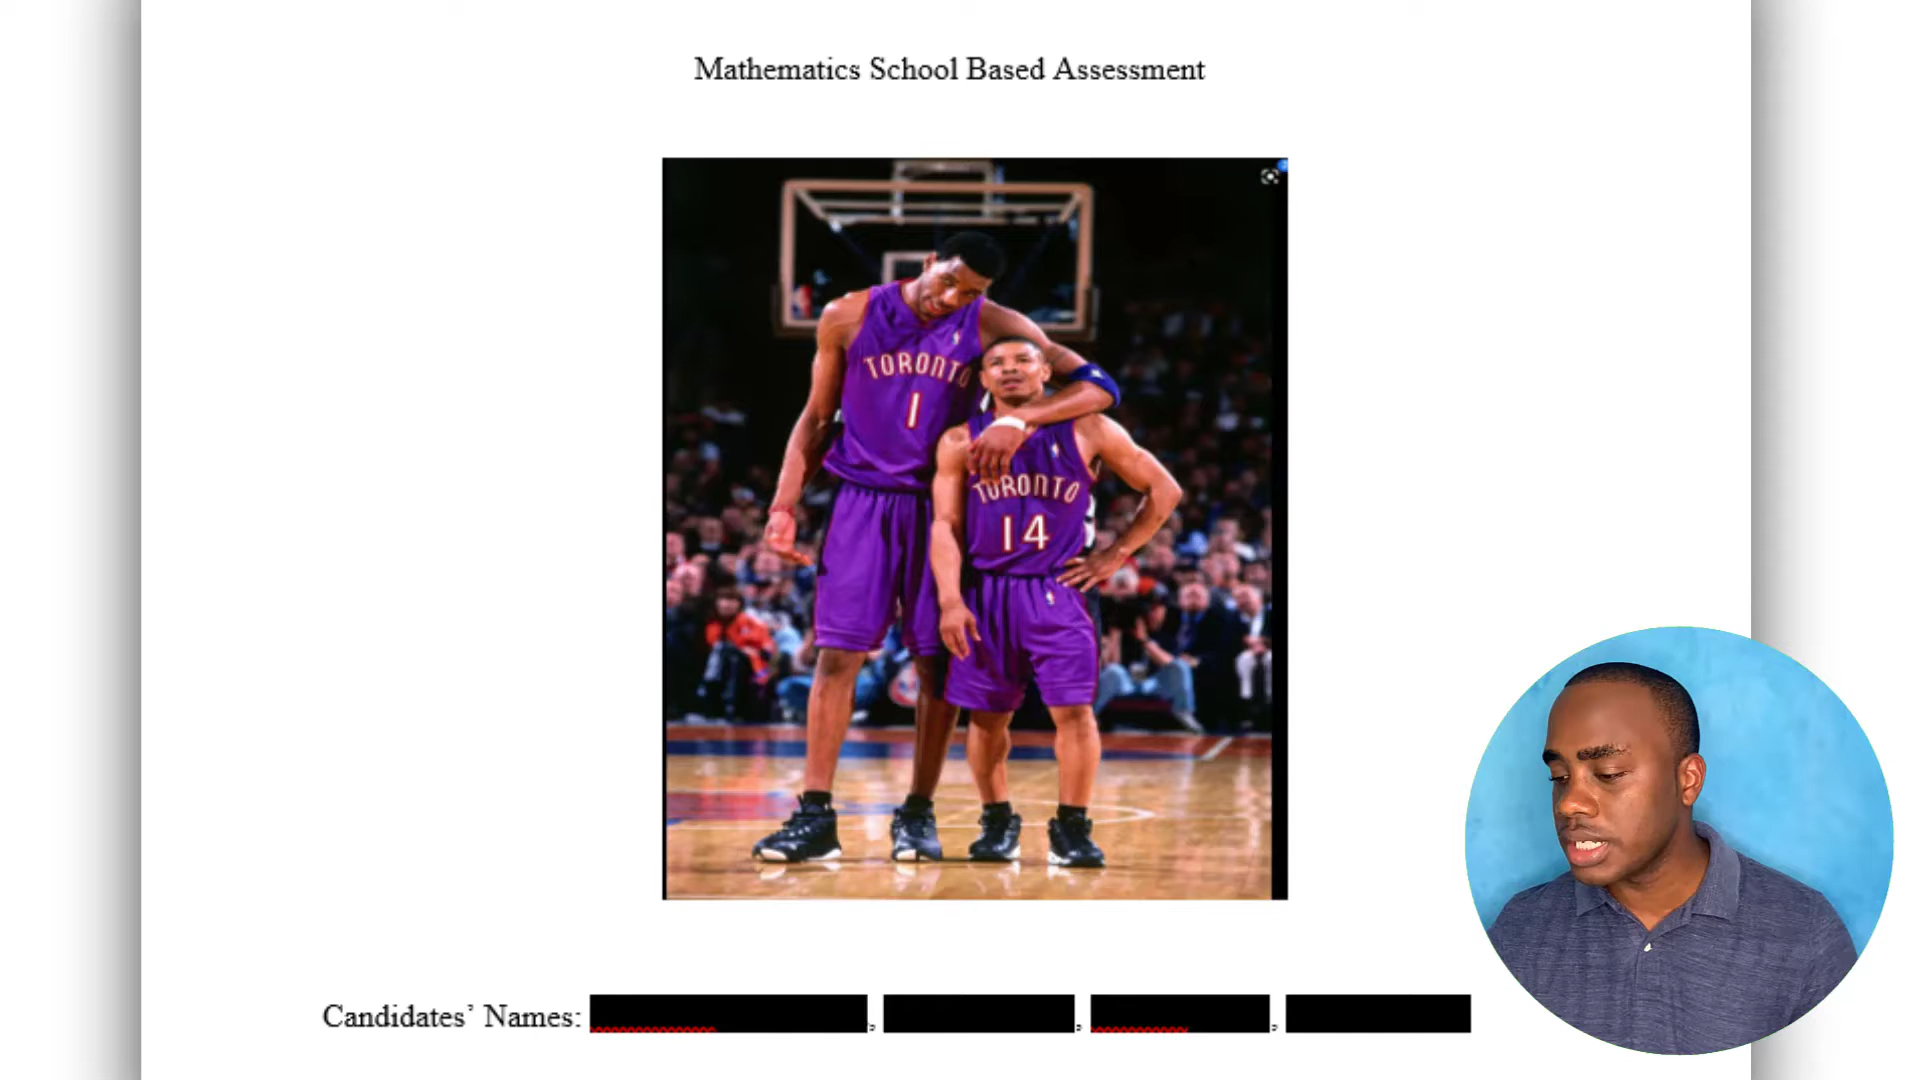 Mathematics School Based Assessment
TORONTO
1
TORONTO
14
Candidates’ Names: , , ,